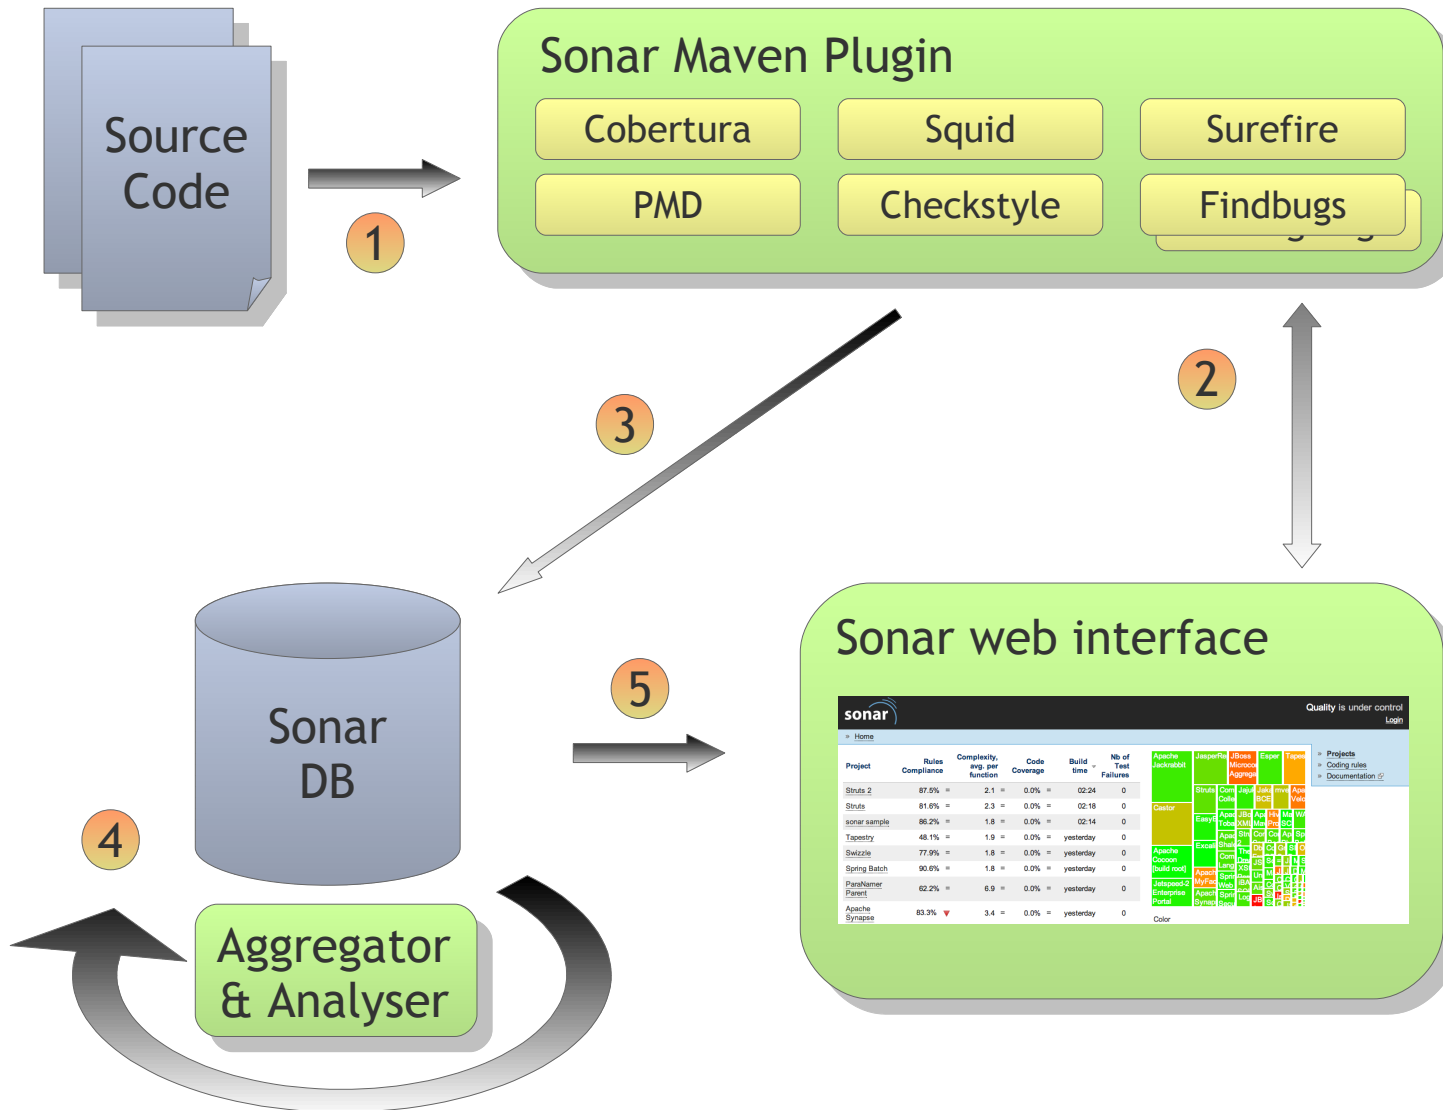 Source
Code
Sonar Maven Plugin
Cobertura
Squid
Surefire
PMD
Checkstyle
Findbugs
1
2
3
Sonar
DB
4
Aggregator
& Analyser
5
Sonar web interface
sonar
Quality is under control
Login
» Home
Project Rules Compliance Complexity, avg. per function Code Coverage Build time Nb of Test Failures
Struts 2 87.5% = 2.1 = 0.0% = 02:24 0
Struts 81.6% = 2.3 = 0.0% = 02:18 0
sonar sample 86.2% = 1.8 = 0.0% = 02:14 0
Tapestry 48.1% = 1.9 = 0.0% = yesterday 0
Swizzle 77.9% = 1.8 = 0.0% = yesterday 0
Spring Batch 90.6% = 1.8 = 0.0% = yesterday 0
ParaNamer Parent 62.2% = 6.9 = 0.0% = yesterday 0
Apache Synapse 83.3% 3.4 = 0.0% = yesterday 0
Apache
Jackrabbit
JBoss
Esper
Castor
Struts
Apache
Cocoon
[build root]
Jetspeed-2
Enterprise
Portal
Color
» Projects
» Coding rules
» Documentation